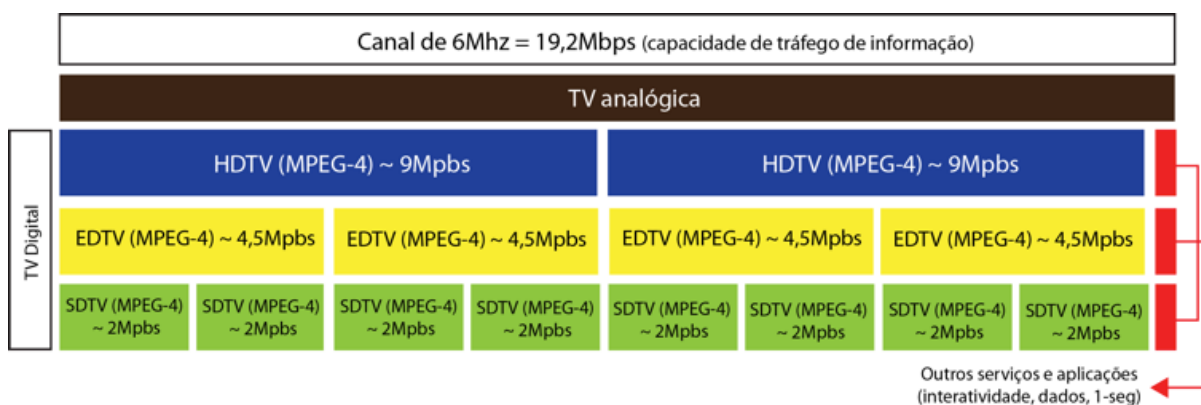 Canal de 6Mhz = 19,2Mbps (capacidade de tráfego de informação)
TV analógica
TV Digital
HDTV (MPEG-4) ~ 9Mpbs
HDTV (MPEG-4) ~ 9Mpbs
EDTV (MPEG-4) ~ 4,5Mpbs
EDTV (MPEG-4) ~ 4,5Mpbs
EDTV (MPEG-4) ~ 4,5Mpbs
EDTV (MPEG-4) ~ 4,5Mpbs
SDTV (MPEG-4)
~ 2Mpbs
SDTV (MPEG-4)
~ 2Mpbs
SDTV (MPEG-4)
~ 2Mpbs
SDTV (MPEG-4)
~ 2Mpbs
SDTV (MPEG-4)
~ 2Mpbs
SDTV (MPEG-4)
~ 2Mpbs
SDTV (MPEG-4)
~ 2Mpbs
SDTV (MPEG-4)
~ 2Mpbs
Outros serviços e aplicações
(interatividade, dados, 1-seg)